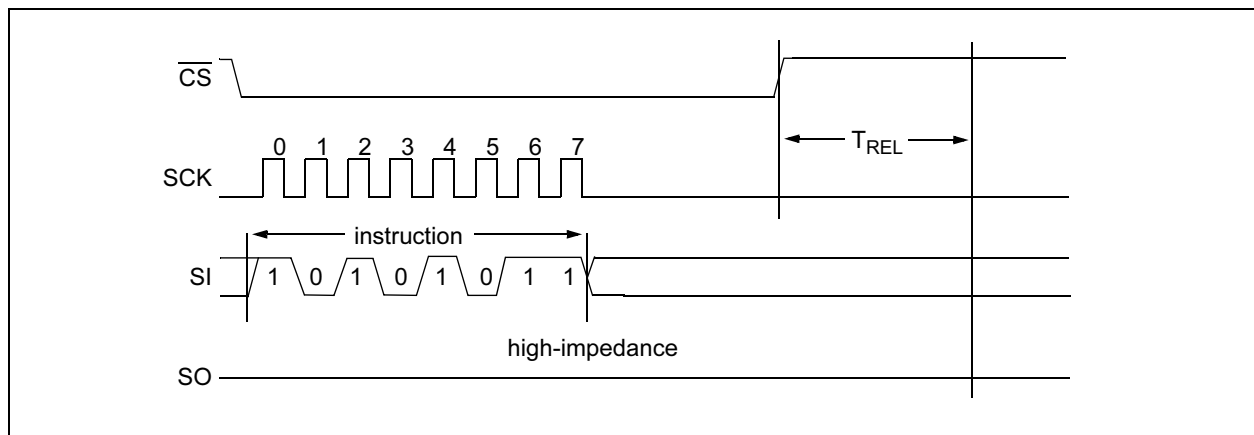 CS
T_REL
0 1 2 3 4 5 6 7
SCK
instruction
SI 1 0 1 0 1 0 1 1
high-impedance
SO